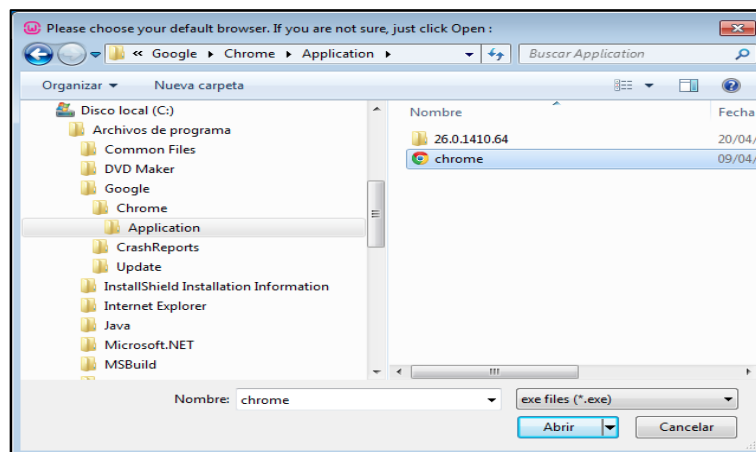 Please choose your default browser. If you are not sure, just click Open :
« Google Chrome Application
Buscar Application
Organizar
Nueva carpeta
Disco local (C:)
Archivos de programa
Common Files
DVD Maker
Google
Chrome
Application
CrashReports
Update
InstallShield Installation Information
Internet Explorer
Java
Microsoft.NET
MSBuild
Nombre
Fecha
26.0.1410.64
20/04/
chrome
09/04/
Nombre: chrome
exe files (*.exe)
Abrir
Cancelar